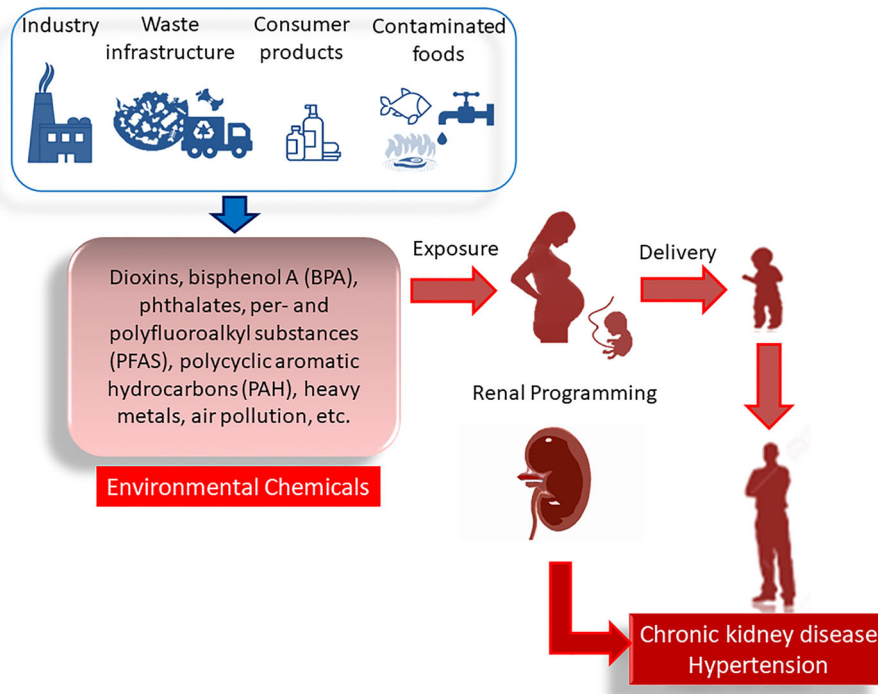 Industry
Waste
infrastructure
Consumer
products
Contaminated
foods
Dioxins, bisphenol A (BPA),
phthalates, per- and
polyfluoroalkyl substances
(PFAS), polycyclic aromatic
hydrocarbons (PAH), heavy
metals, air pollution, etc.
Environmental Chemicals
Exposure
Delivery
Renal Programming
Chronic kidney disease
Hypertension